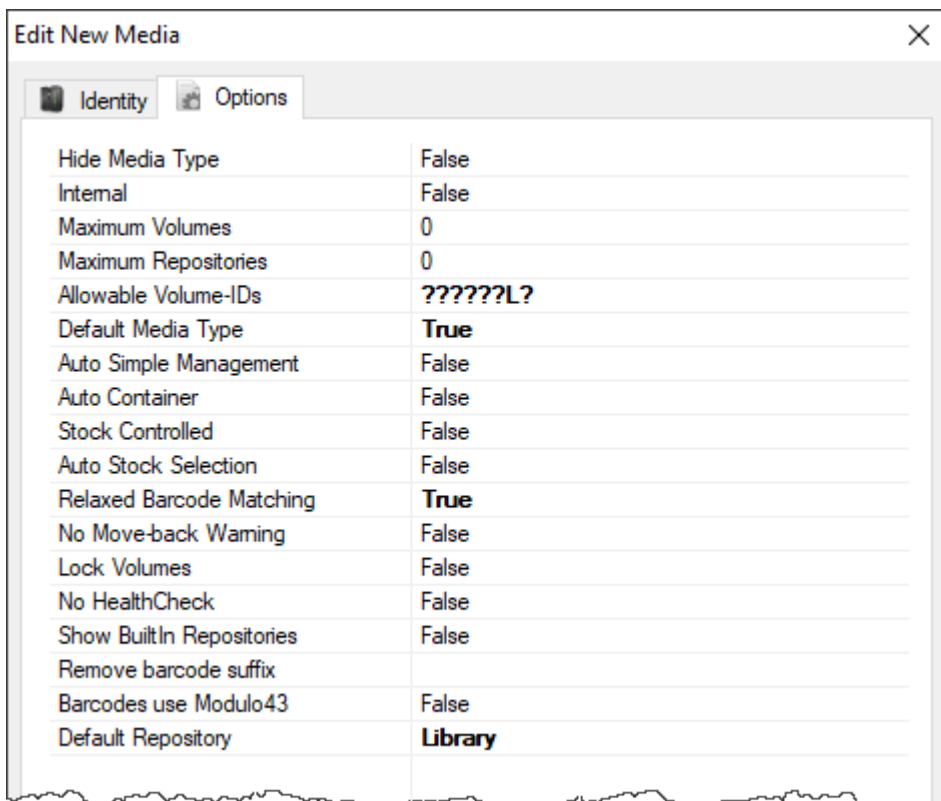 Edit New Media
Identity Options
Hide Media Type False
Internal False
Maximum Volumes 0
Maximum Repositories 0
Allowable Volume-IDs ??????L?
Default Media Type True
Auto Simple Management False
Auto Container False
Stock Controlled False
Auto Stock Selection False
Relaxed Barcode Matching True
No Move-back Warning False
Lock Volumes False
No HealthCheck False
Show BuiltIn Repositories False
Remove barcode suffix
Barcodes use Modulo43 False
Default Repository Library